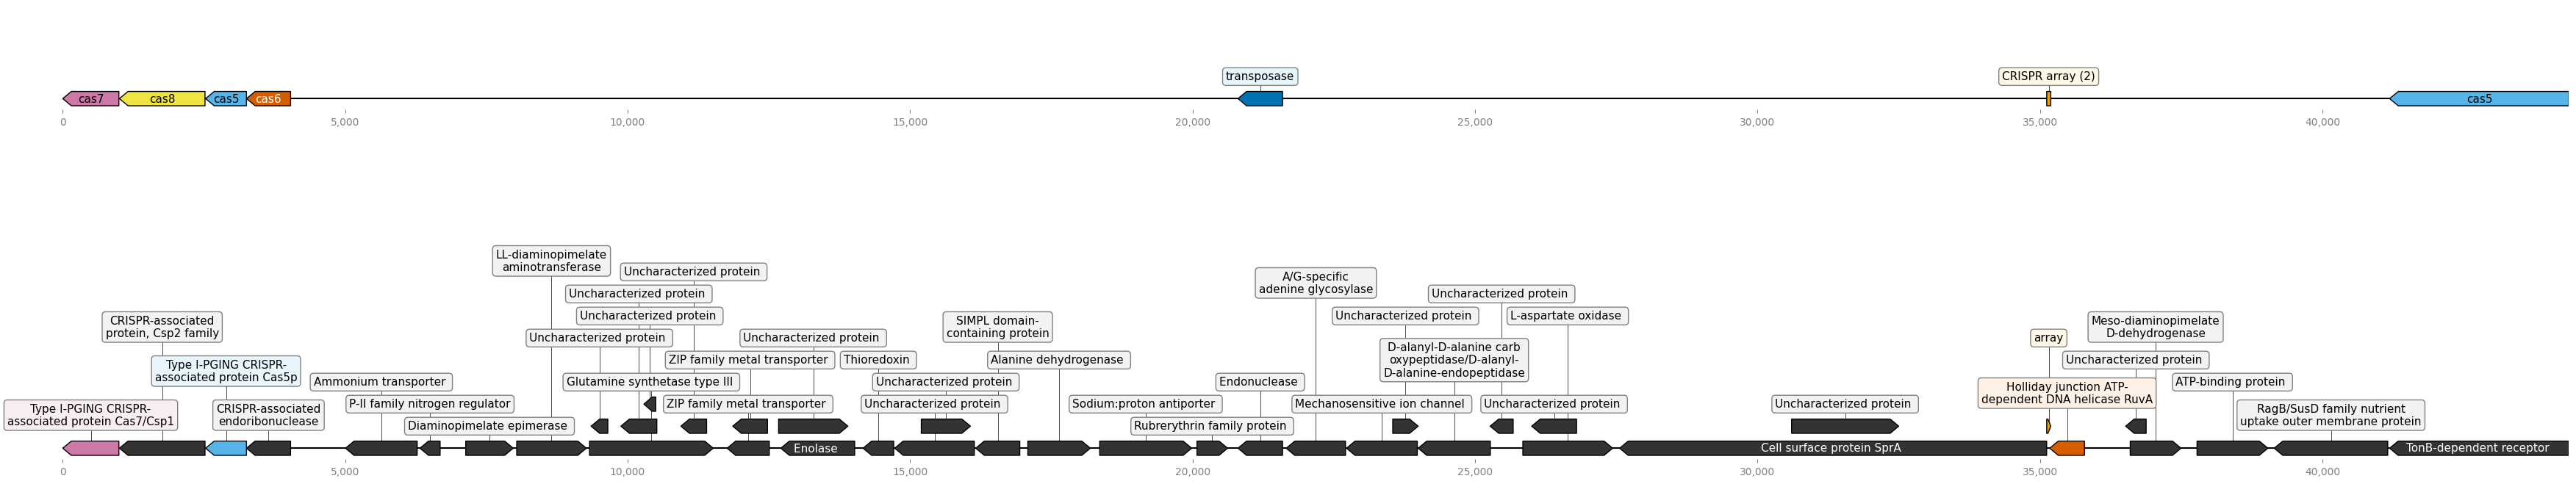 transposase
CRISPR array (2)
cas7
cas8
cas5
cas6
cas5
0
5,000
10,000
15,000
20,000
25,000
30,000
35,000
40,000
LL-diaminopimelate
aminotransferase
Uncharacterized protein
A/G-specific
adenine glycosylase
Uncharacterized protein
Uncharacterized protein
CRISPR-associated
protein, Csp2 family
Uncharacterized protein
SIMPL domain-
containing protein
Uncharacterized protein
L-aspartate oxidase
Meso-diaminopimelate
D-dehydrogenase
Uncharacterized protein
Uncharacterized protein
array
Type I-PGING CRISPR-
associated protein Cas5p
ZIP family metal transporter
Thioredoxin
Alanine dehydrogenase
D-alanyl-D-alanine carb
oxypeptidase/D-alanyl-
D-alanine-endopeptidase
Uncharacterized protein
Ammonium transporter
Glutamine synthetase type III
Uncharacterized protein
Endonuclease
Holliday junction ATP-
dependent DNA helicase RuvA
ATP-binding protein
Type I-PGING CRISPR-
associated protein Cas7/Csp1
CRISPR-associated
endoribonuclease
P-II family nitrogen regulator
ZIP family metal transporter
Uncharacterized protein
Sodium:proton antiporter
Mechanosensitive ion channel
Uncharacterized protein
Uncharacterized protein
RagB/SusD family nutrient
uptake outer membrane protein
Diaminopimelate epimerase
Rubrerythrin family protein
Enolase
Cell surface protein SprA
TonB-dependent receptor
0
5,000
10,000
15,000
20,000
25,000
30,000
35,000
40,000